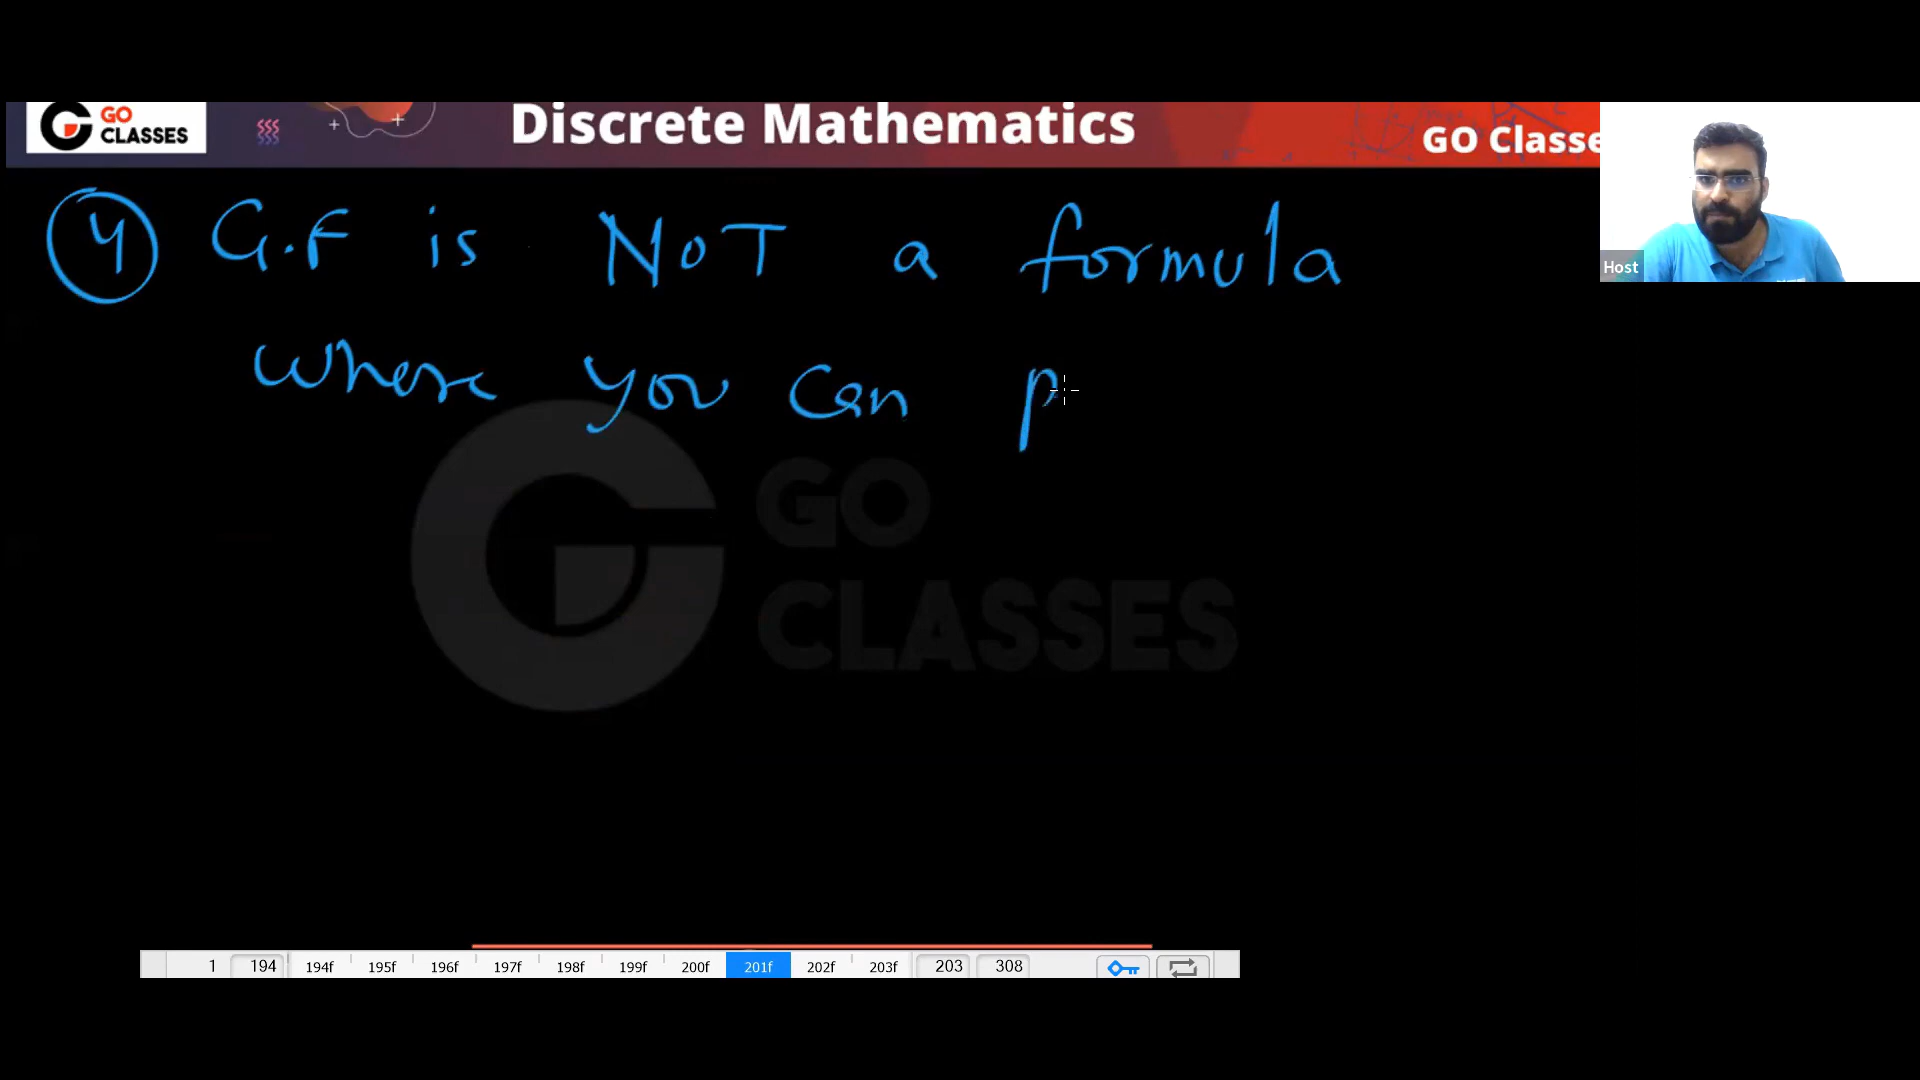 GO
CLASSES
Discrete Mathematics
GO Classe
Host
4 G.F is NOT a formula
where you can p
GO
CLASSES
1 194 194f 195f 196f 197f 198f 199f 200f 201f 202f 203f 203 308